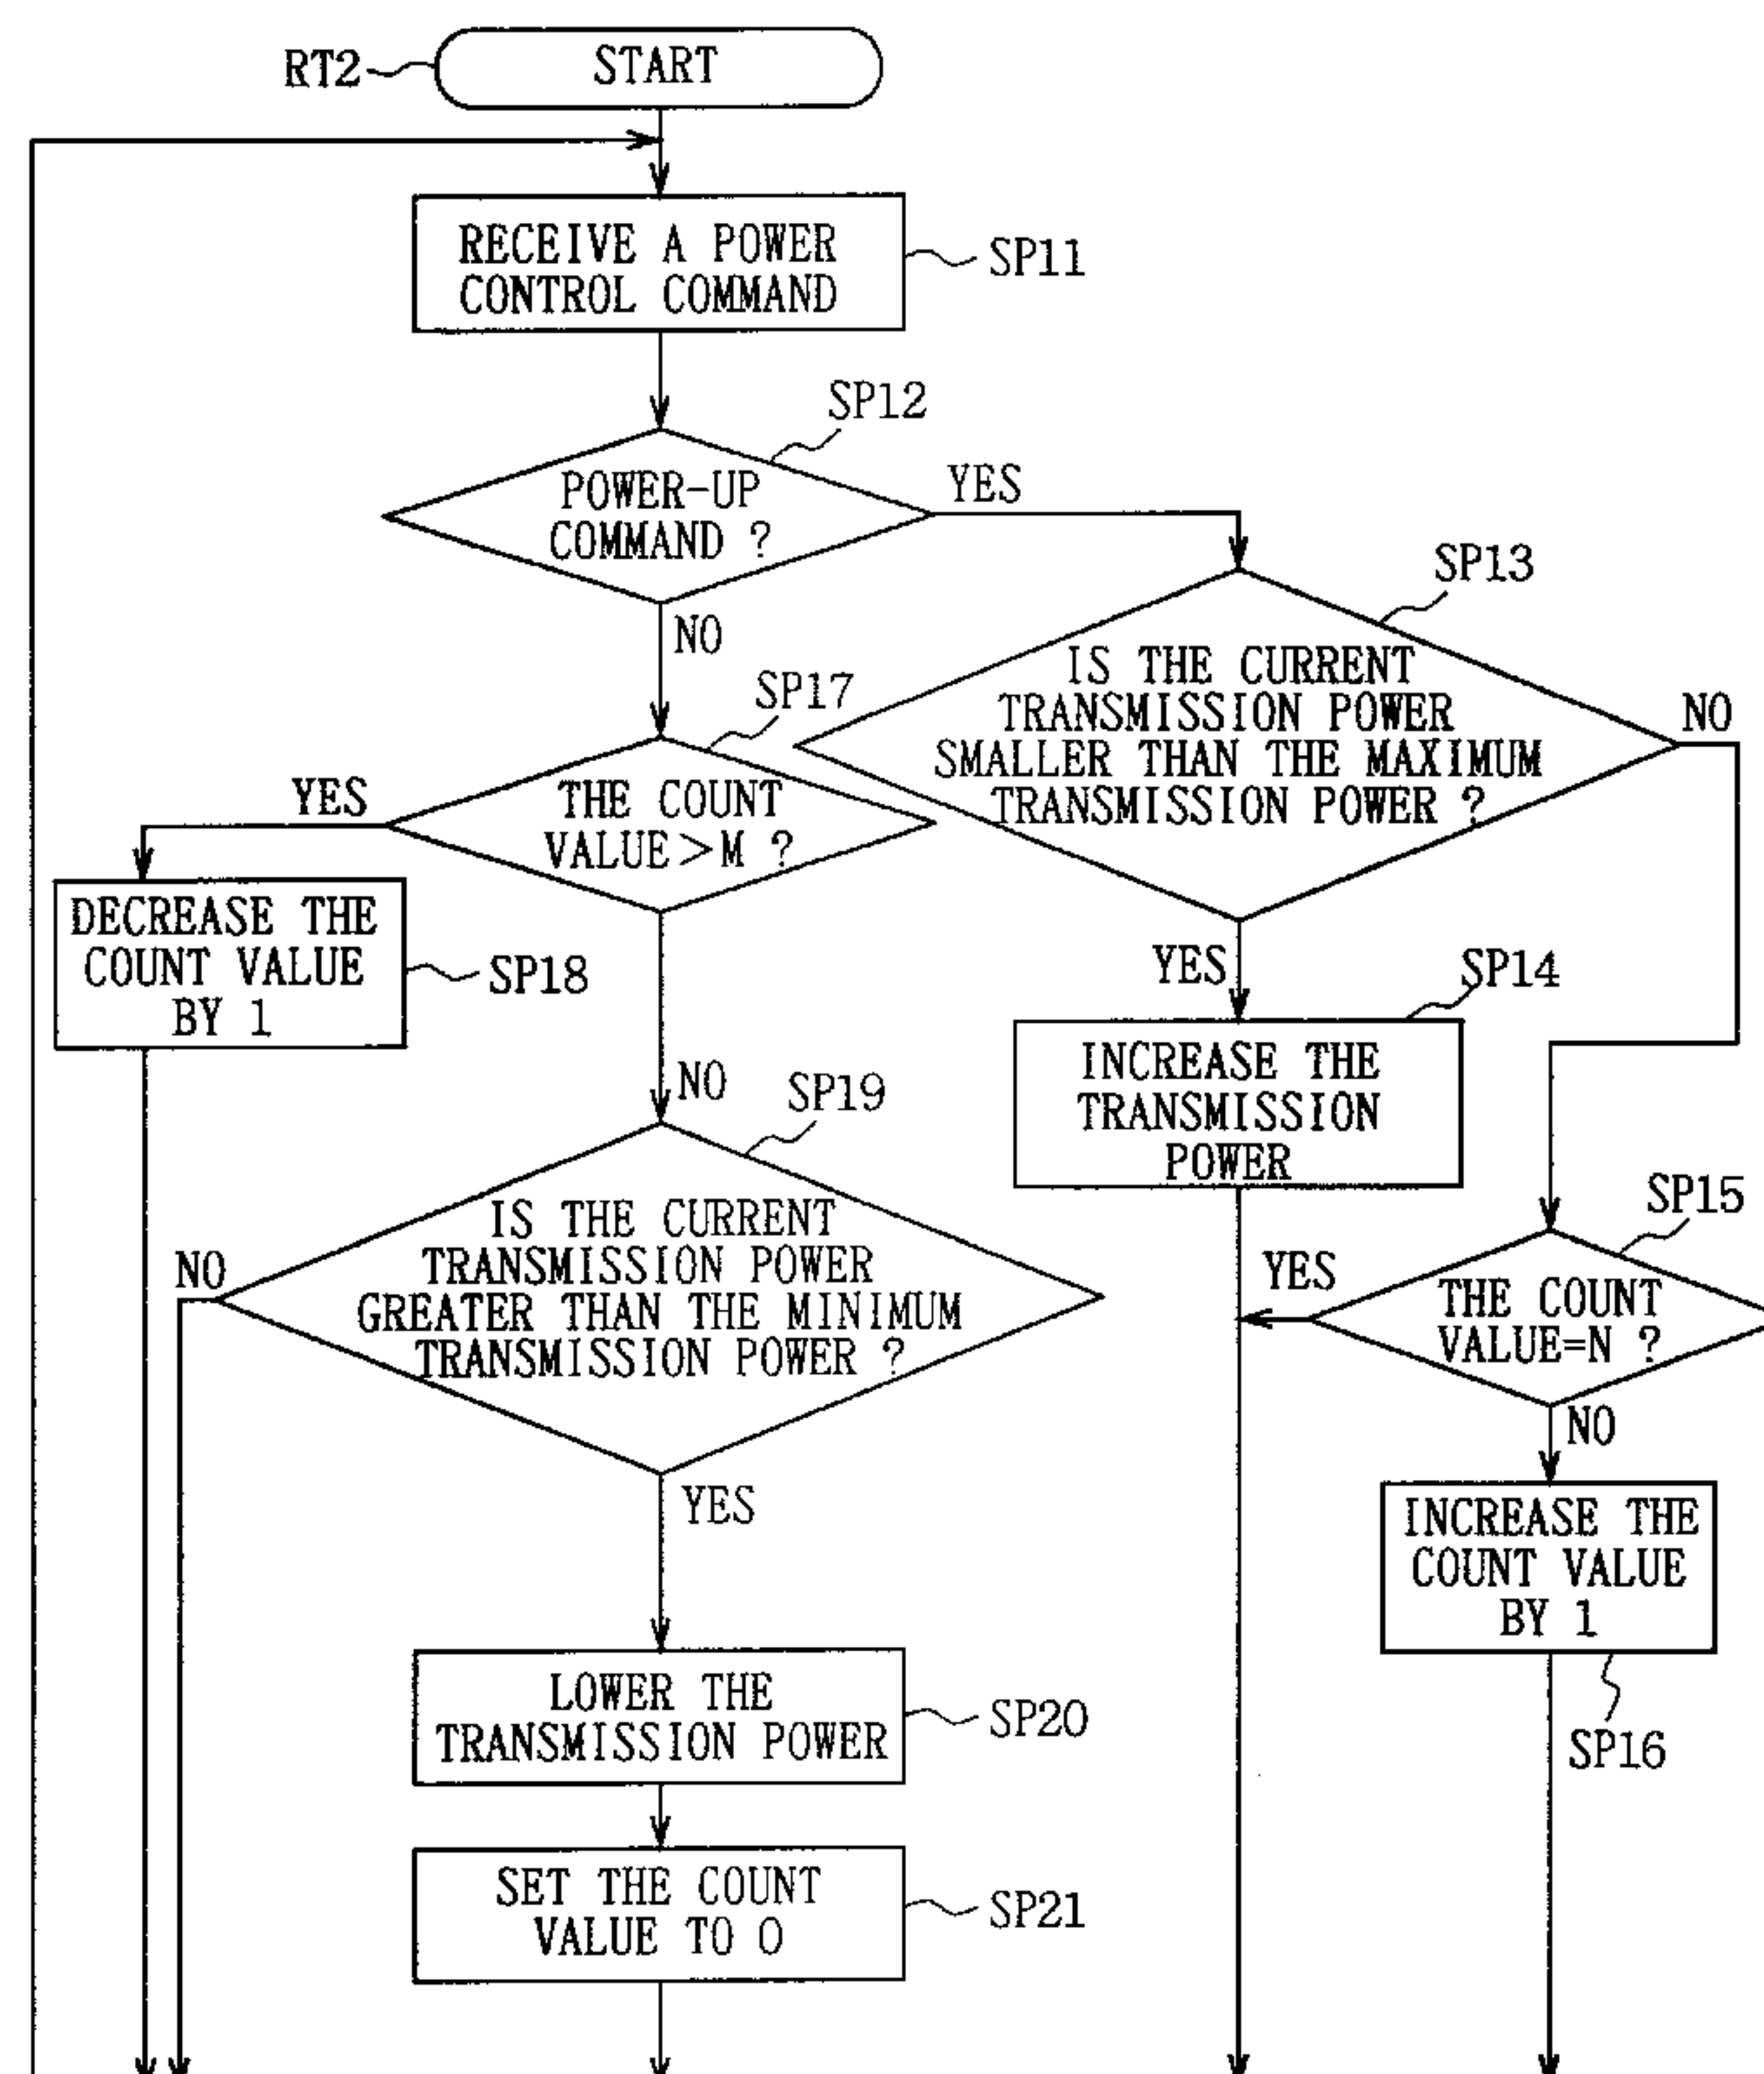 RT2
START
RECEIVE A POWER
CONTROL COMMAND
SP11
SP12
POWER-UP
COMMAND ?
YES
NO
SP13
IS THE CURRENT
TRANSMISSION POWER
SMALLER THAN THE MAXIMUM
TRANSMISSION POWER ?
NO
YES
SP17
THE COUNT
VALUE>M ?
YES
NO
DECREASE THE
COUNT VALUE
BY 1
SP18
SP14
INCREASE THE
TRANSMISSION
POWER
SP19
IS THE CURRENT
TRANSMISSION POWER
GREATER THAN THE MINIMUM
TRANSMISSION POWER ?
NO
YES
SP15
THE COUNT
VALUE=N ?
YES
NO
INCREASE THE
COUNT VALUE
BY 1
SP16
LOWER THE
TRANSMISSION POWER
SP20
SET THE COUNT
VALUE TO 0
SP21